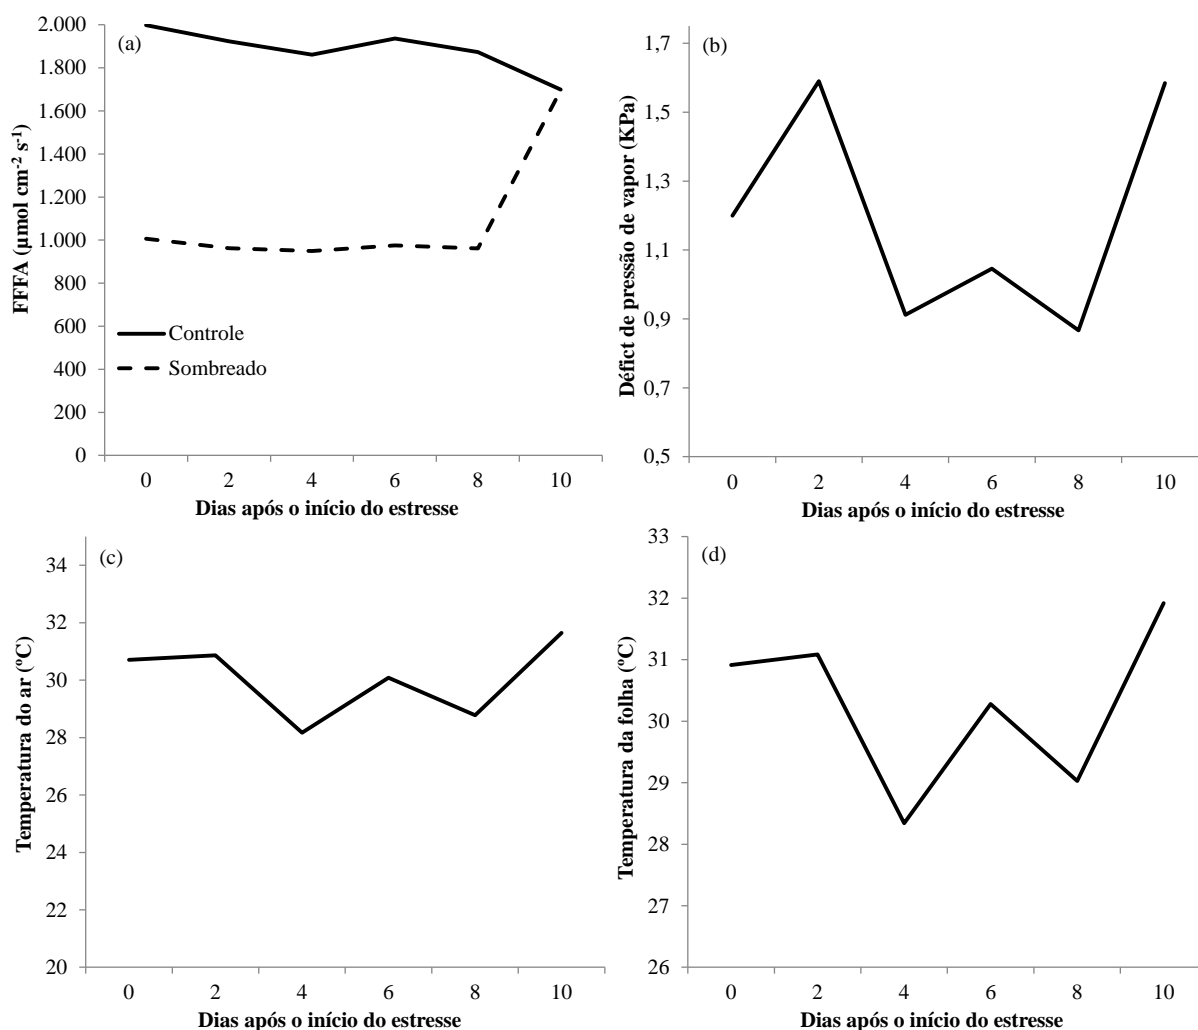 (a)
2.000
1.800
1.600
1.400
1.200
1.000
800
600
400
200
0
FFFA (µmol cm-2 s-1)
Controle
Sombreado
0 2 4 6 8 10
Dias após o início do estresse
(b)
1,7
1,5
1,3
1,1
0,9
0,7
0,5
Défict de pressão de vapor (KPa)
0 2 4 6 8 10
Dias após o início do estresse
(c)
34
32
30
28
26
24
22
20
Temperatura do ar (ºC)
0 2 4 6 8 10
Dias após o início do estresse
(d)
33
32
31
30
29
28
27
26
Temperatura da folha (ºC)
0 2 4 6 8 10
Dias após o início do estresse